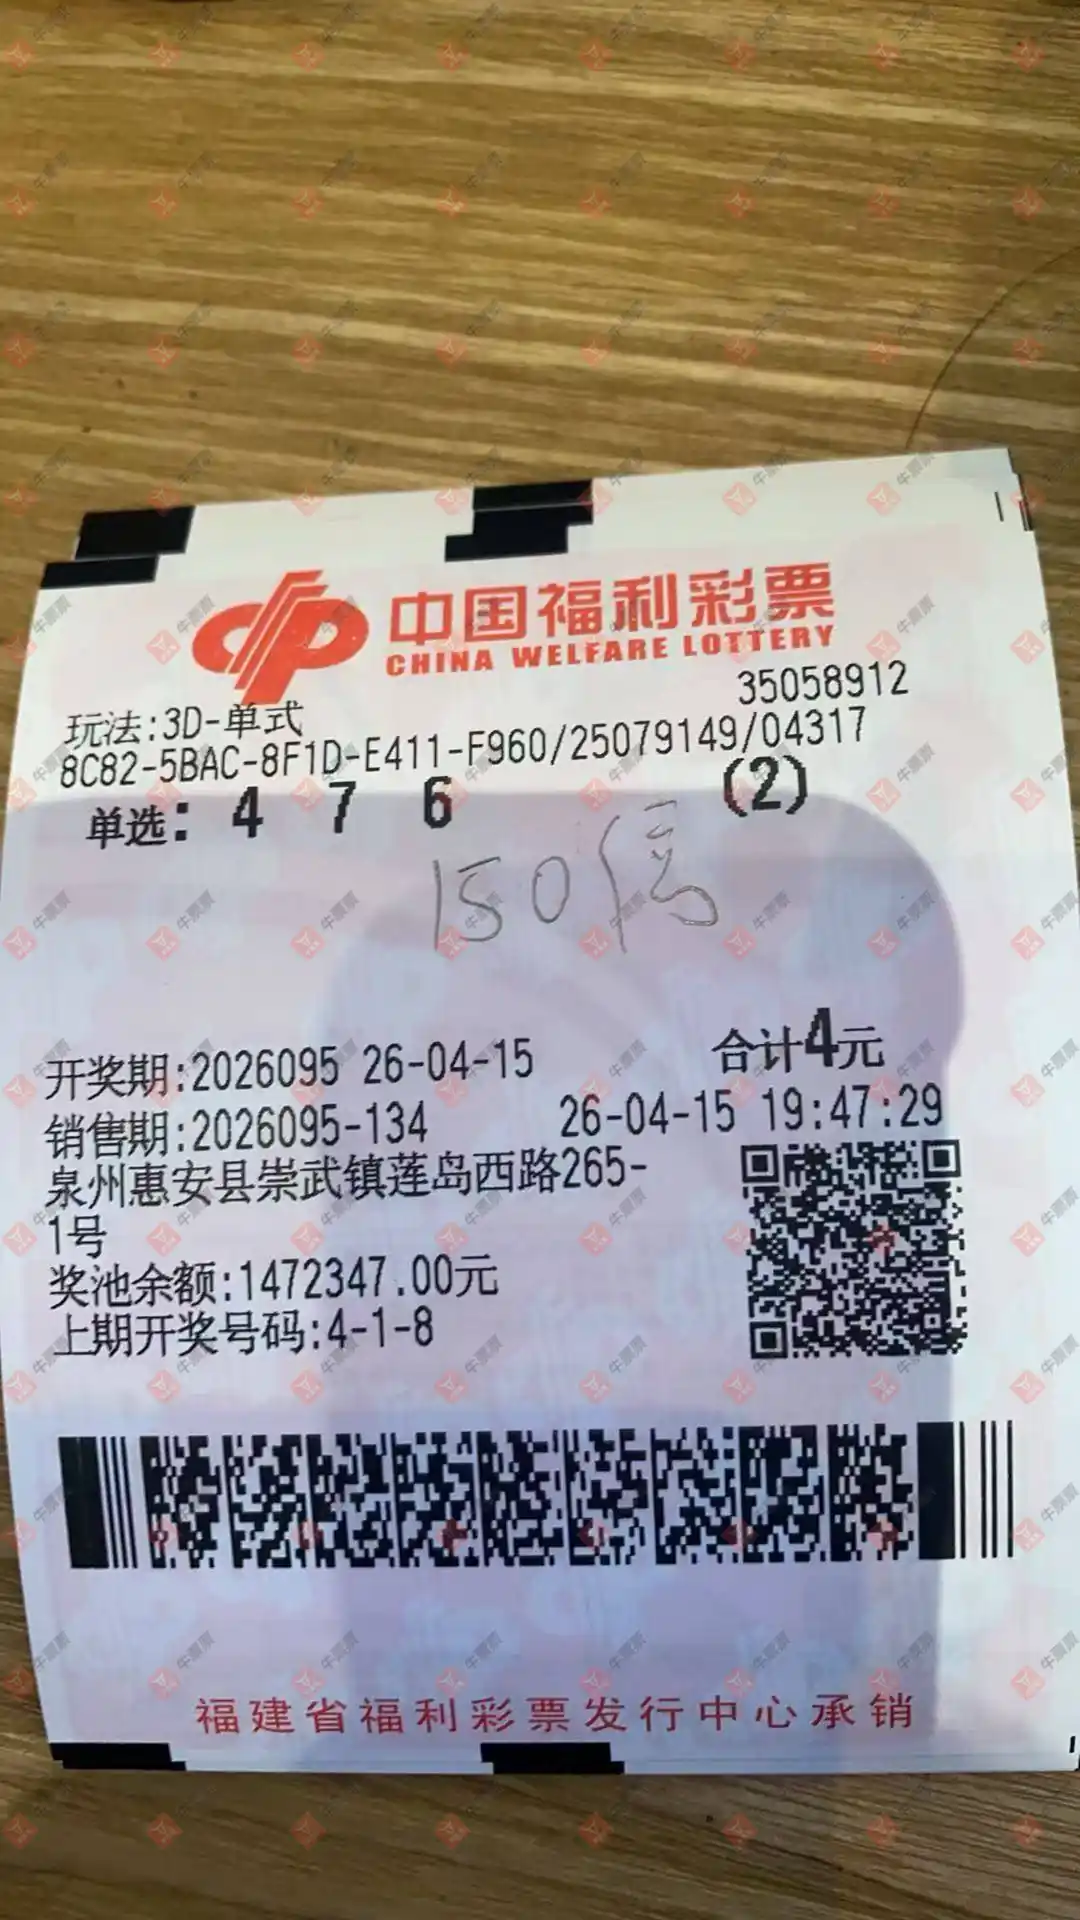 中国福利彩票
CHINA WELFARE LOTTERY
35058912
玩法:3D-单式
8C82-5BAC-8F1D-E411-F960/25079149/04317
单选: 4 7 6 (2)
150倍
开奖期:2026095 26-04-15 合计4元
销售期:2026095-134 26-04-15 19:47:29
泉州惠安县崇武镇莲岛西路265-
1号
奖池余额:1472347.00元
上期开奖号码:4-1-8
福建省福利彩票发行中心承销
牛票票